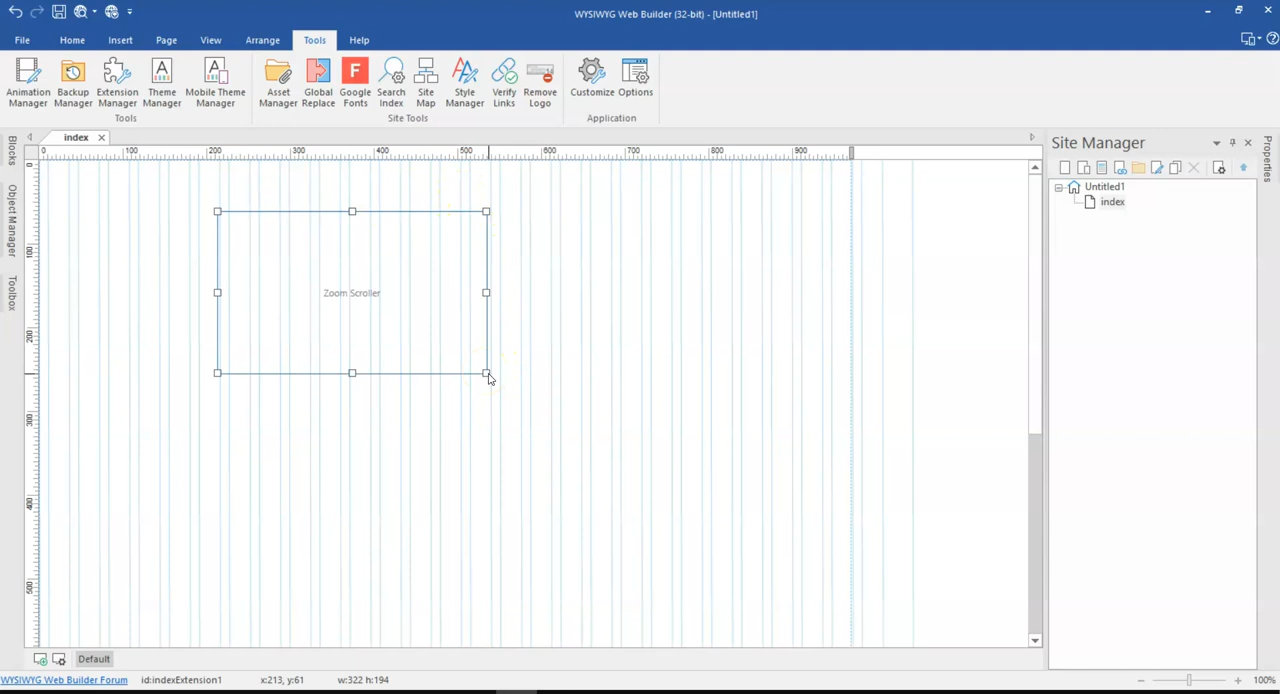 WYSIWYG Web Builder (32-bit) - [Untitled1]
File Home Insert Page View Arrange Tools Help
Animation Manager
Backup Manager
Extension Manager
Theme Manager
Mobile Theme Manager
Asset Manager
Global Replace
Google Fonts
Search Index
Site Map
Style Manager
Verify Links
Remove Logo
Customize
Options
Tools
Site Tools
Application
index
Site Manager
0 100 200 300 400 500 600 700 800 900
0
100
200
300
400
500
Blocks
Object Manager
Toolbox
Properties
Untitled1
index
Zoom Scroller
Default
WYSIWYG Web Builder Forum id:indexExtension1 x:213, y:61 w:322 h:194 100%